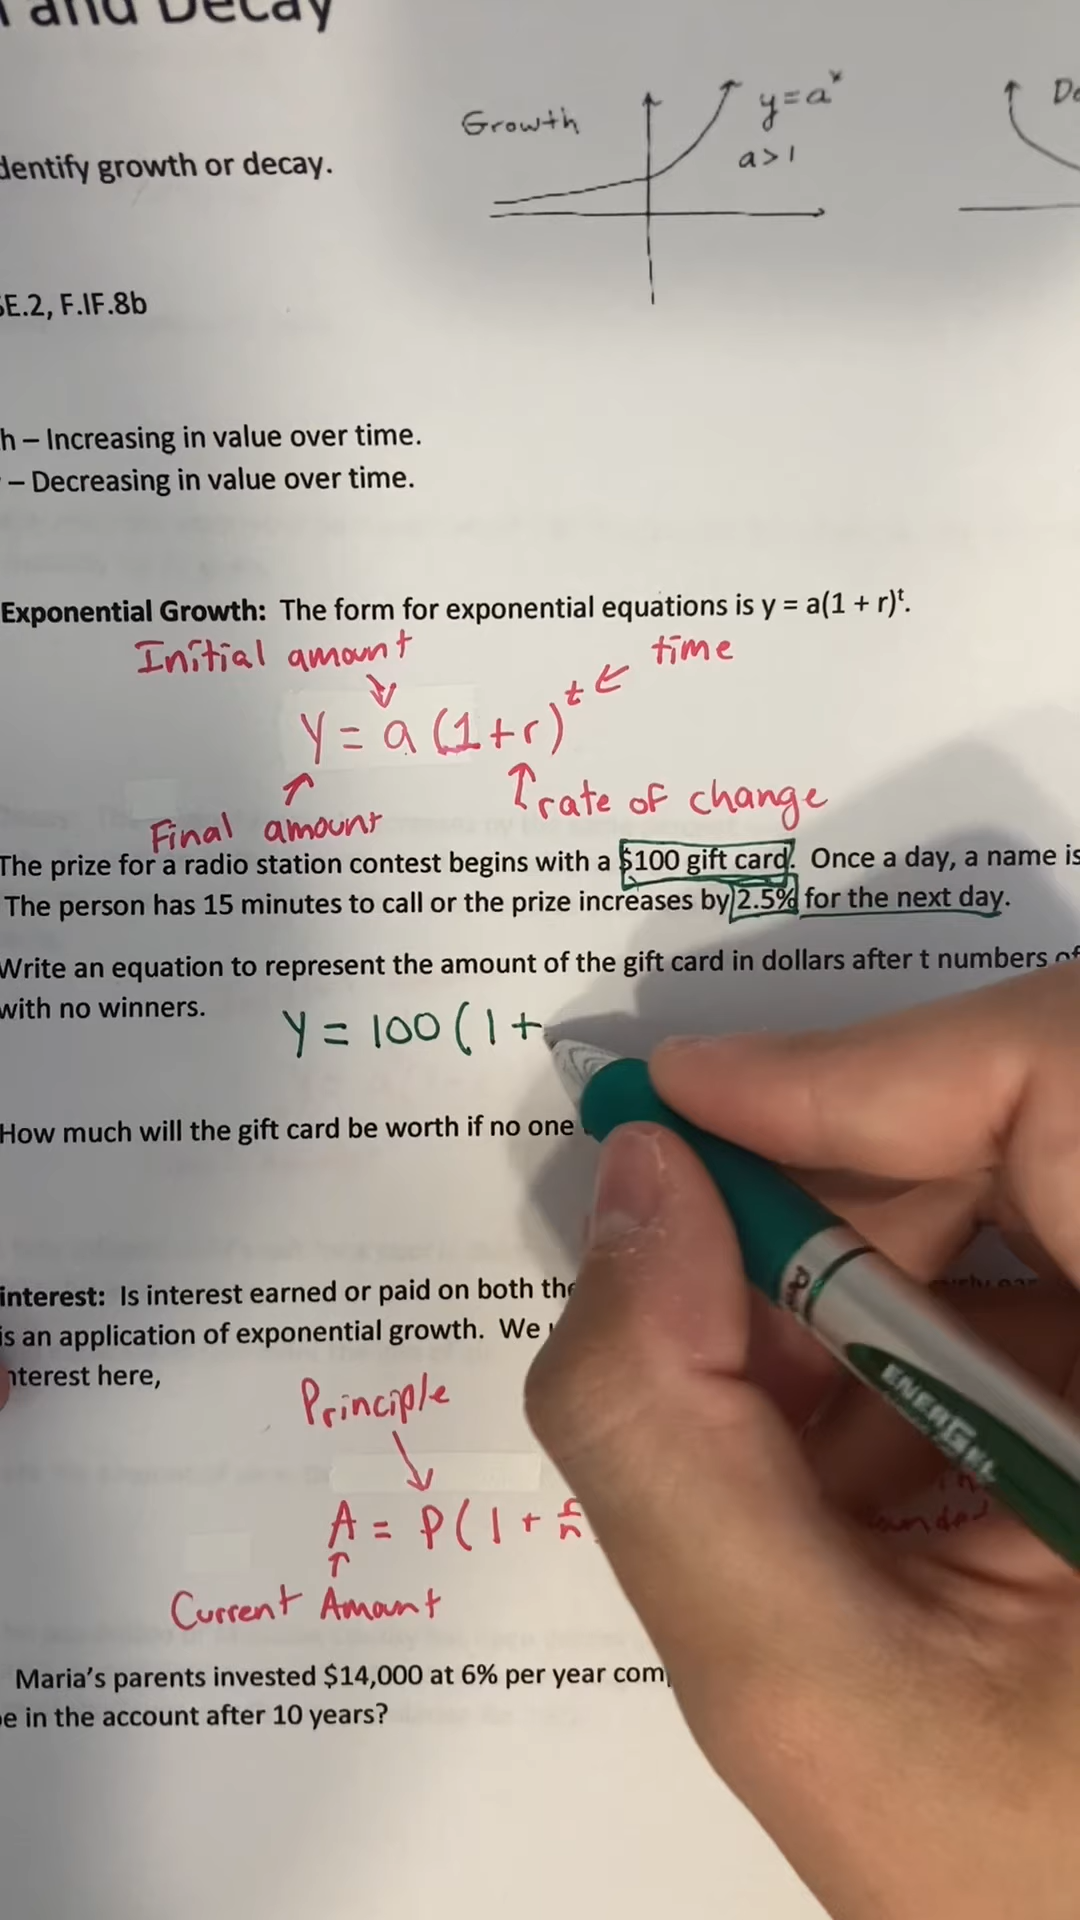 and Decay
Growth
y=aˣ
a>1
dentify growth or decay.
SE.2, F.IF.8b
h – Increasing in value over time.
– Decreasing in value over time.
Exponential Growth: The form for exponential equations is y = a(1 + r)ᵗ.
Initial amount
time
y = a (1+r)ᵗ
rate of change
Final amount
The prize for a radio station contest begins with a $100 gift card. Once a day, a name is
The person has 15 minutes to call or the prize increases by 2.5% for the next day.
Write an equation to represent the amount of the gift card in dollars after t numbers of
with no winners.
y = 100 (1 +
How much will the gift card be worth if no one
interest: Is interest earned or paid on both the
is an application of exponential growth. We
nterest here,
Principle
A = P(1 + r/n
Current Amount
ENERGEL
Maria's parents invested $14,000 at 6% per year com
e in the account after 10 years?